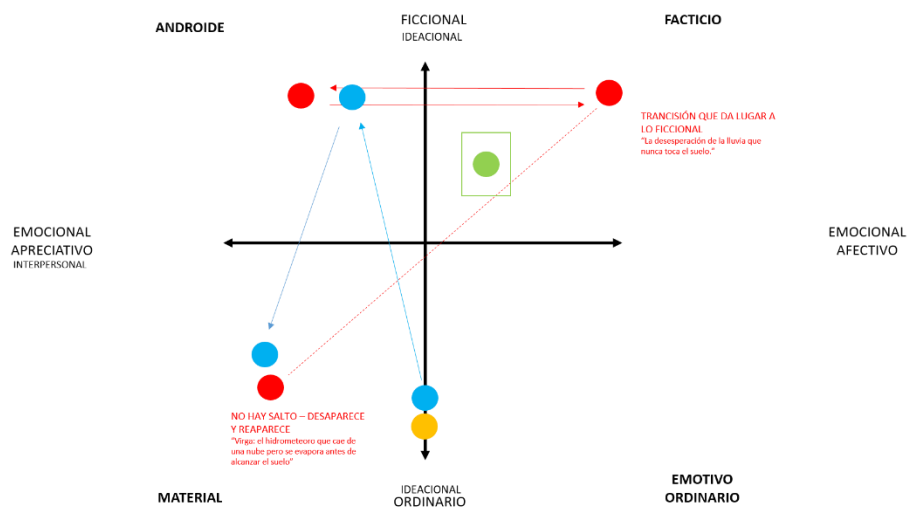 ANDROIDE
FICCIONAL
IDEACIONAL
FACTICIO
TRANCISIÓN QUE DA LUGAR A
LO FICCIONAL
"La desesperación de la lluvia que
nunca toca el suelo."
EMOCIONAL
APRECIATIVO
INTERPERSONAL
EMOCIONAL
AFECTIVO
NO HAY SALTO – DESAPARECE
Y REAPARECE
"Virga: el hidrometeoro que cae de
una nube pero se evapora antes de
alcanzar el suelo"
MATERIAL
IDEACIONAL
ORDINARIO
EMOTIVO
ORDINARIO